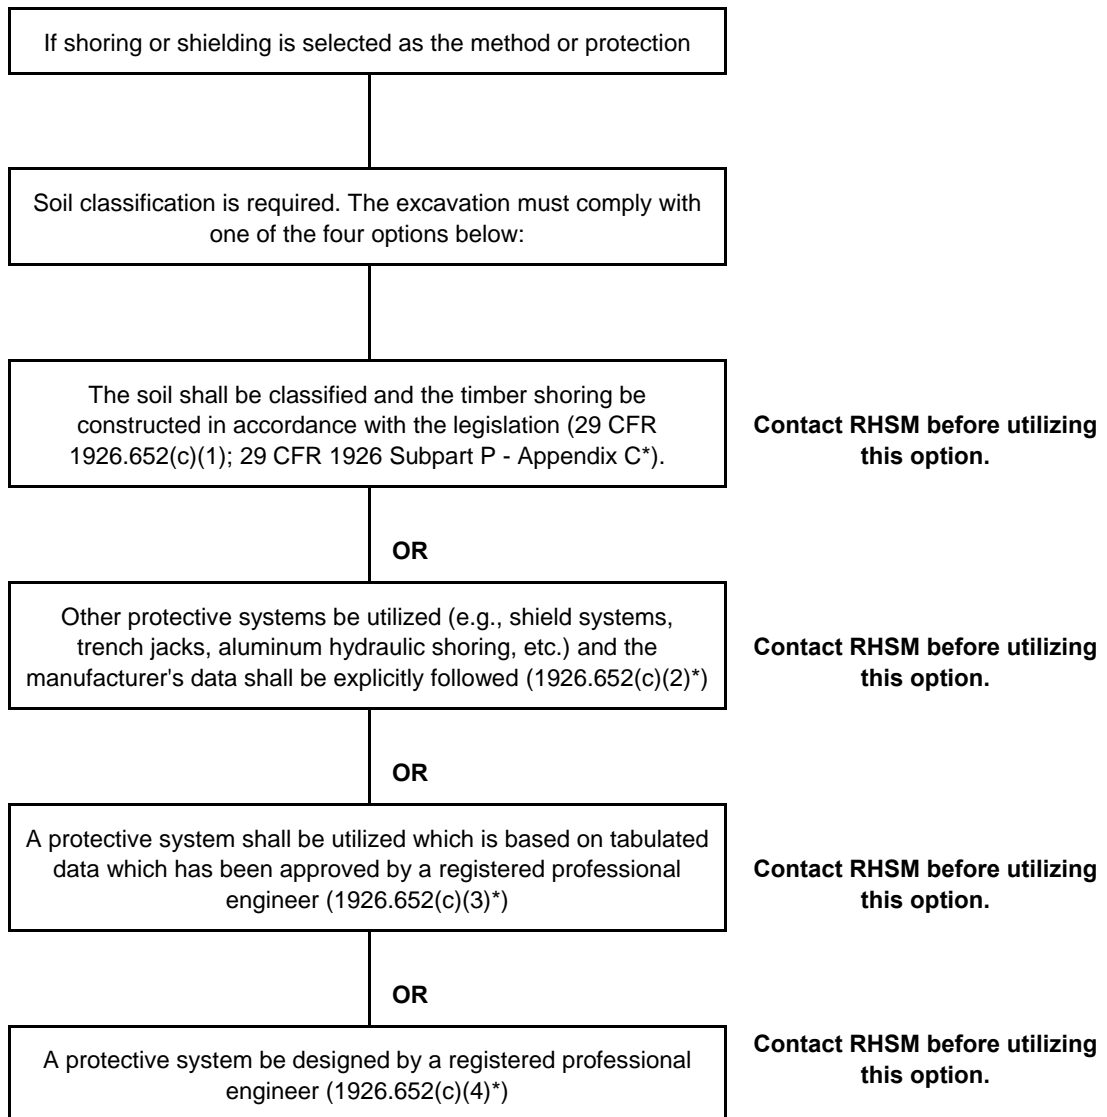 If shoring or shielding is selected as the method or protection
Soil classification is required. The excavation must comply with
one of the four options below:
The soil shall be classified and the timber shoring be
constructed in accordance with the legislation (29 CFR
1926.652(c)(1); 29 CFR 1926 Subpart P - Appendix C*).
Contact RHSM before utilizing
this option.
OR
Other protective systems be utilized (e.g., shield systems,
trench jacks, aluminum hydraulic shoring, etc.) and the
manufacturer's data shall be explicitly followed (1926.652(c)(2)*)
Contact RHSM before utilizing
this option.
OR
A protective system shall be utilized which is based on tabulated
data which has been approved by a registered professional
engineer (1926.652(c)(3)*)
Contact RHSM before utilizing
this option.
OR
A protective system be designed by a registered professional
engineer (1926.652(c)(4)*)
Contact RHSM before utilizing
this option.